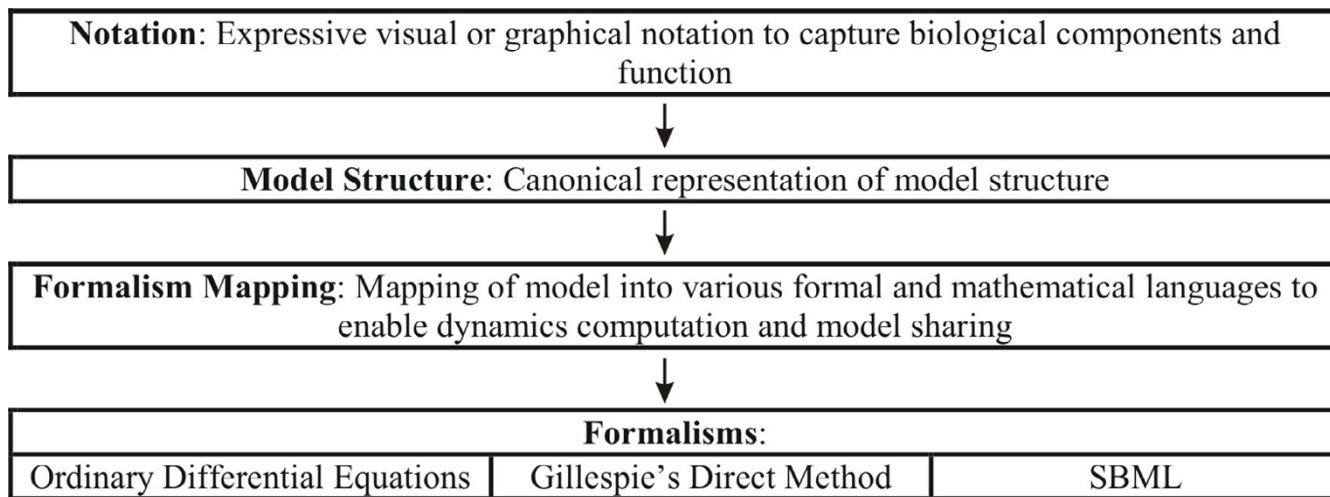 Notation: Expressive visual or graphical notation to capture biological components and
function
Model Structure: Canonical representation of model structure
Formalism Mapping: Mapping of model into various formal and mathematical languages to
enable dynamics computation and model sharing
Formalisms:
Ordinary Differential Equations Gillespie’s Direct Method SBML